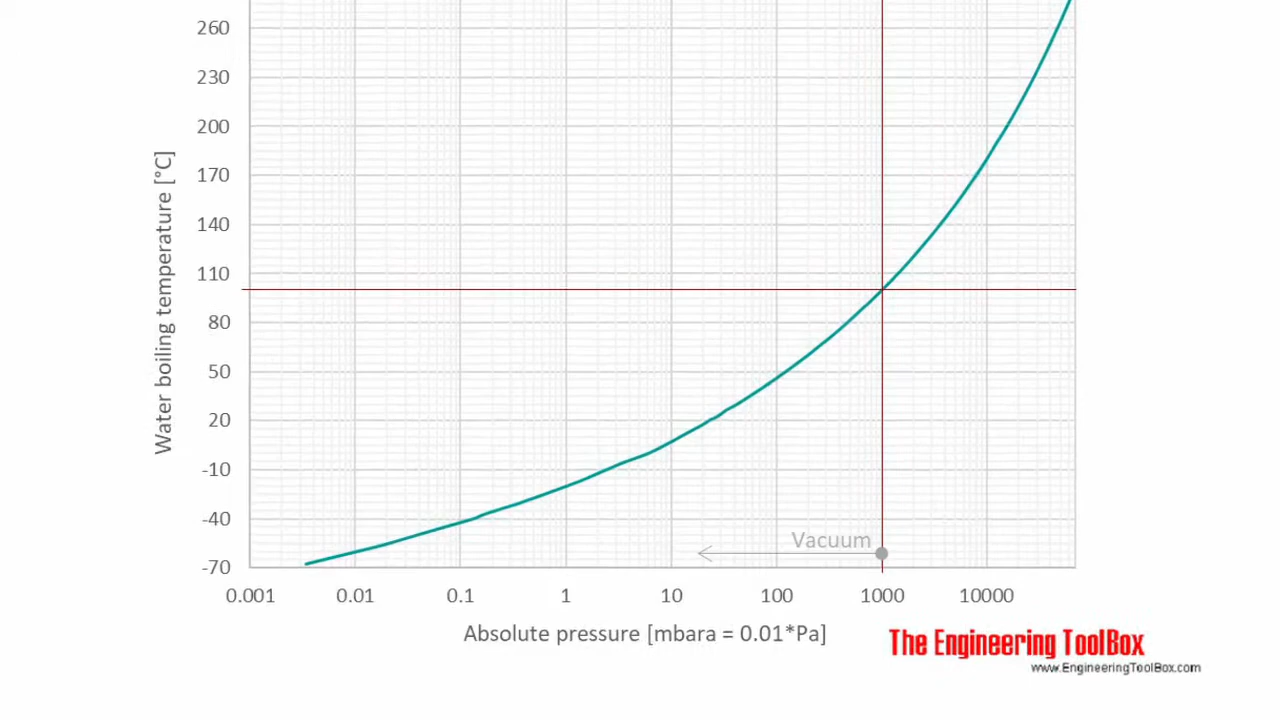 260
230
200
170
140
110
80
50
20
-10
-40
-70
Water boiling temperature [°C]
Vacuum
0.001 0.01 0.1 1 10 100 1000 10000
Absolute pressure [mbara = 0.01*Pa]
The Engineering ToolBox
www.EngineeringToolBox.com